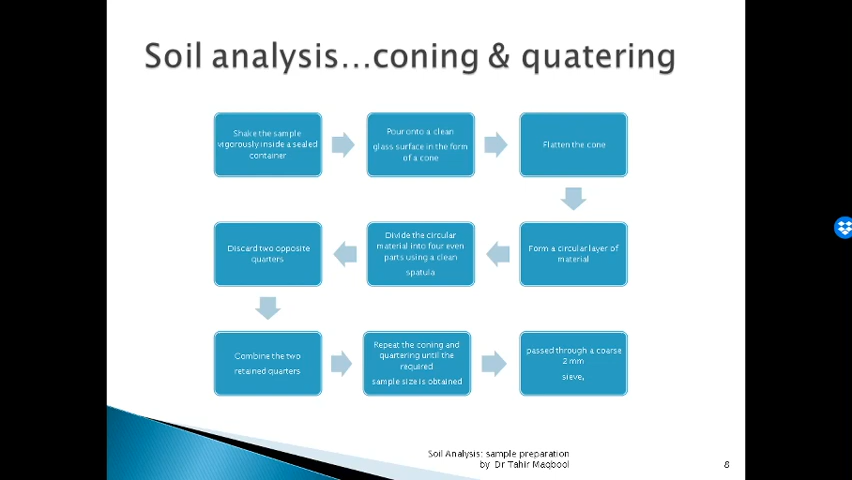 Soil analysis...coning & quatering
Shake the sample
vigorously inside a sealed
container
Pour onto a clean
glass surface in the form
of a cone
Flatten the cone
Form a circular layer of
material
Divide the circular
material into four even
parts using a clean
spatula
Discard two opposite
quarters
Combine the two
retained quarters
Repeat the coning and
quartering until the
required
sample size is obtained
passed through a coarse
2 mm
sieve,
Soil Analysis: sample preparation
by Dr Tahir Maqbool
8